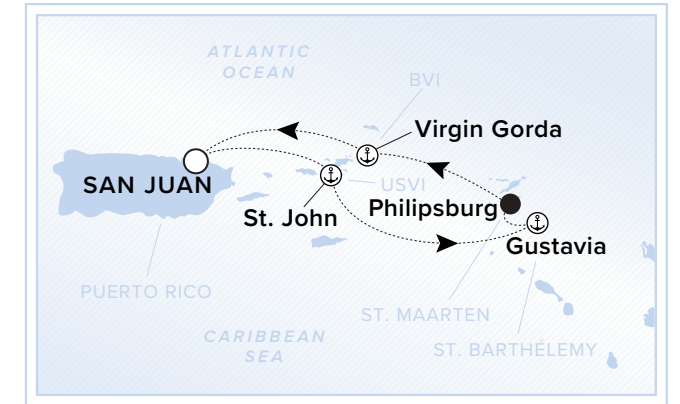 ATLANTIC
OCEAN
BVI
Virgin Gorda
SAN JUAN
USVI
St. John
Philipsburg
Gustavia
PUERTO RICO
ST. MAARTEN
CARIBBEAN
SEA
ST. BARTHÉLEMY